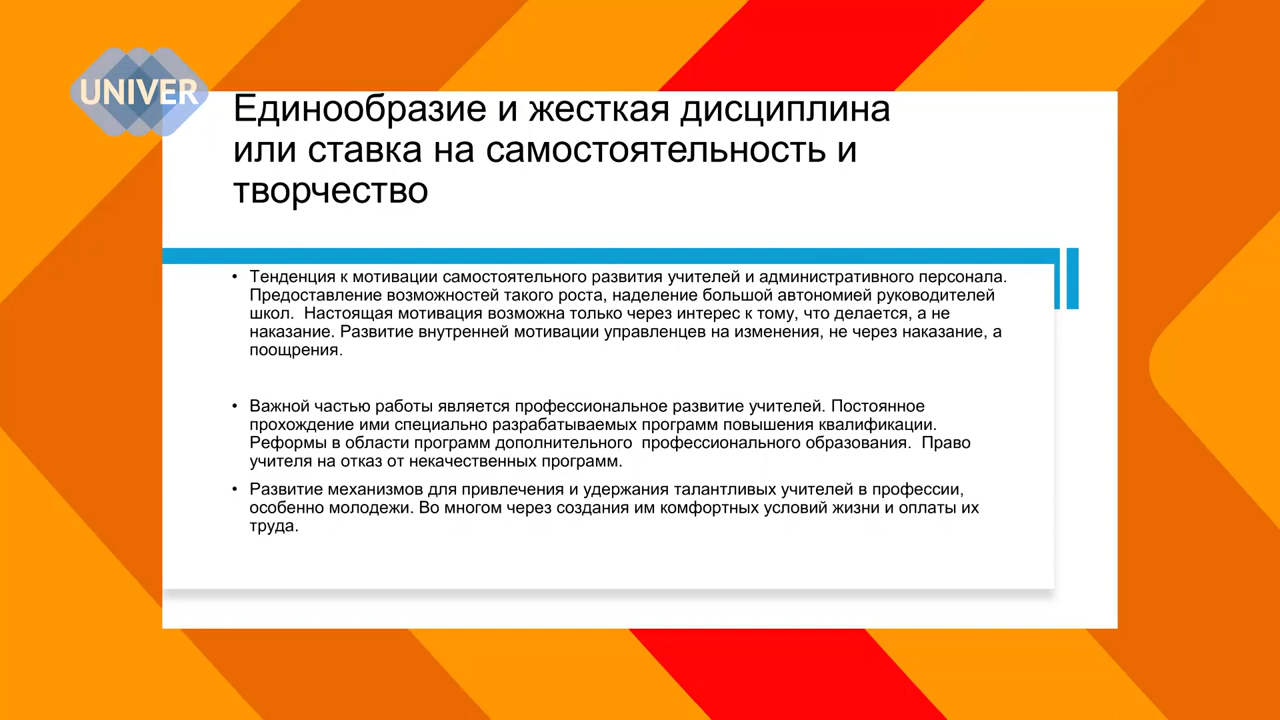 UNIVER
Единообразие и жесткая дисциплина
или ставка на самостоятельность и
творчество
• Тенденция к мотивации самостоятельного развития учителей и административного персонала.
Предоставление возможностей такого роста, наделение большой автономией руководителей
школ.  Настоящая мотивация возможна только через интерес к тому, что делается, а не
наказание. Развитие внутренней мотивации управленцев на изменения, не через наказание, а
поощрения.
• Важной частью работы является профессиональное развитие учителей. Постоянное
прохождение ими специально разрабатываемых программ повышения квалификации.
Реформы в области программ дополнительного  профессионального образования.  Право
учителя на отказ от некачественных программ.
• Развитие механизмов для привлечения и удержания талантливых учителей в профессии,
особенно молодежи. Во многом через создания им комфортных условий жизни и оплаты их
труда.